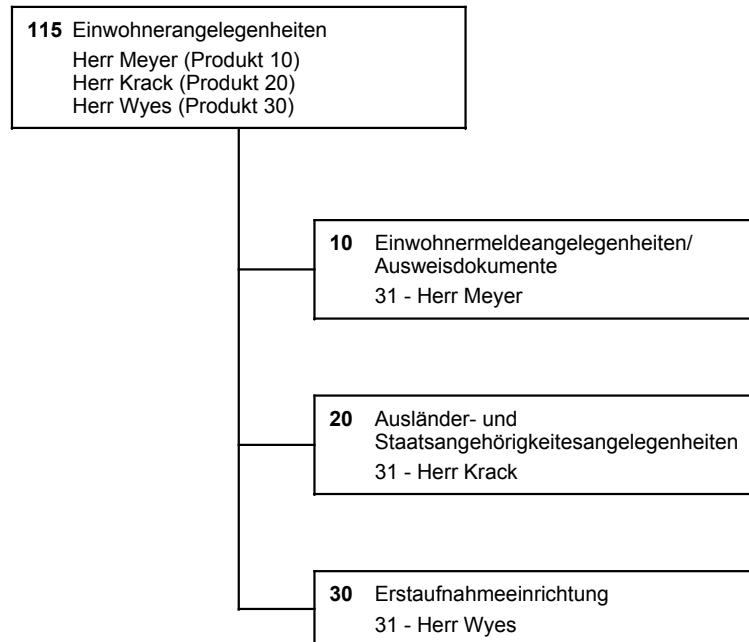 115 Einwohnerangelegenheiten
Herr Meyer (Produkt 10)
Herr Krack (Produkt 20)
Herr Wyes (Produkt 30)
10 Einwohnermeldeangelegenheiten/
Ausweisdokumente
31 - Herr Meyer
20 Ausländer- und
Staatsangehörigkeitesangelegenheiten
31 - Herr Krack
30 Erstaufnahmeeinrichtung
31 - Herr Wyes